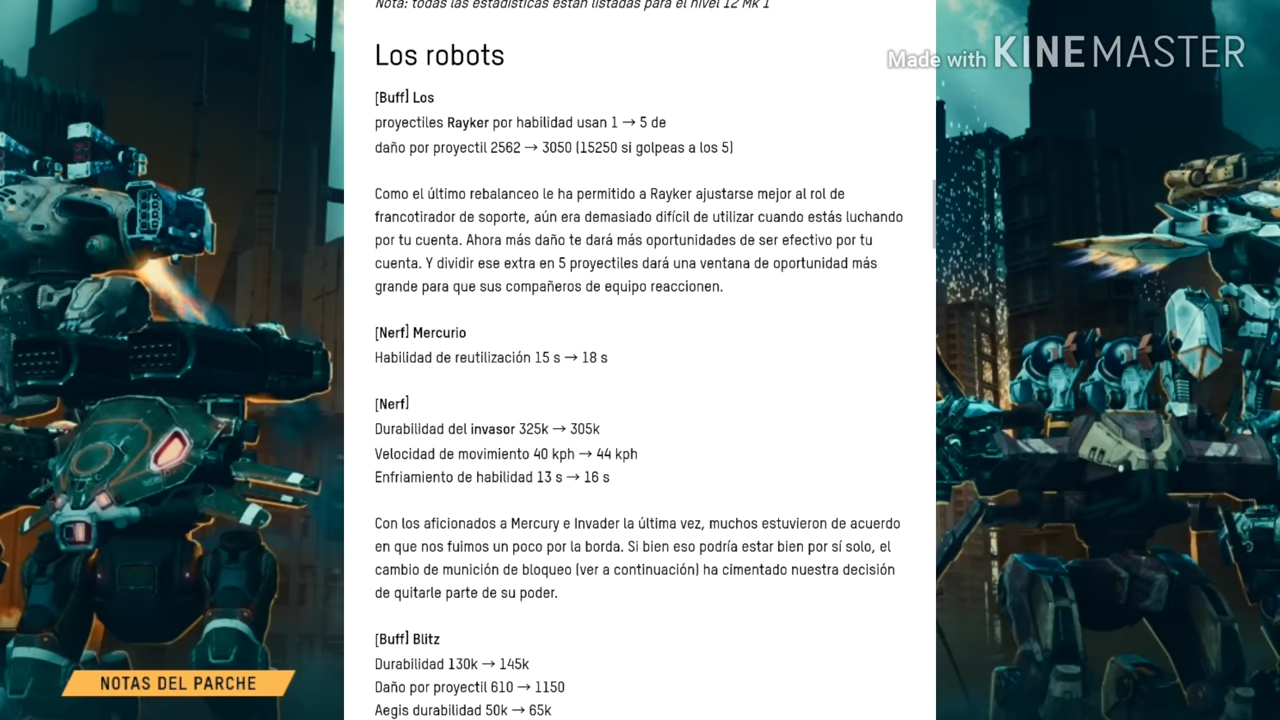 Nota: todas las estadísticas están listadas para el nivel 12 Mk 1
Los robots
Made with KINEMASTER
[Buff] Los
proyectiles Rayker por habilidad usan 1 → 5 de
daño por proyectil 2562 → 3050 (15250 si golpeas a los 5)
Como el último rebalanceo le ha permitido a Rayker ajustarse mejor al rol de
francotirador de soporte, aún era demasiado difícil de utilizar cuando estás luchando
por tu cuenta. Ahora más daño te dará más oportunidades de ser efectivo por tu
cuenta. Y dividir ese extra en 5 proyectiles dará una ventana de oportunidad más
grande para que sus compañeros de equipo reaccionen.
[Nerf] Mercurio
Habilidad de reutilización 15 s → 18 s
[Nerf]
Durabilidad del invasor 325k → 305k
Velocidad de movimiento 40 kph → 44 kph
Enfriamiento de habilidad 13 s → 16 s
Con los aficionados a Mercury e Invader la última vez, muchos estuvieron de acuerdo
en que nos fuimos un poco por la borda. Si bien eso podría estar bien por sí solo, el
cambio de munición de bloqueo (ver a continuación) ha cimentado nuestra decisión
de quitarle parte de su poder.
[Buff] Blitz
Durabilidad 130k → 145k
Daño por proyectil 610 → 1150
Aegis durabilidad 50k → 65k
NOTAS DEL PARCHE